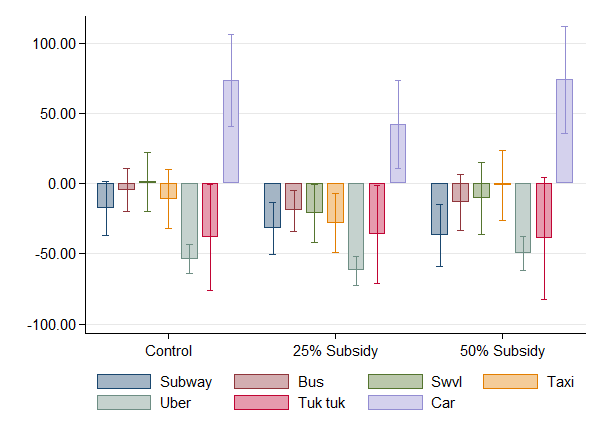 100.00
50.00
0.00
-50.00
-100.00
Control 25% Subsidy 50% Subsidy
Subway Bus Swvl Taxi
Uber Tuk tuk Car